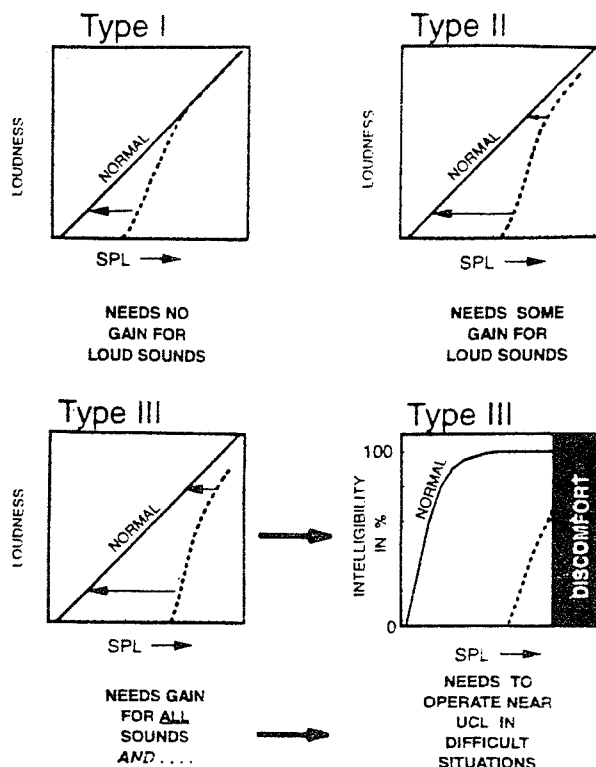 Type I
LOUDNESS
NORMAL
SPL
NEEDS NO
GAIN FOR
LOUD SOUNDS
Type II
LOUDNESS
NORMAL
SPL
NEEDS SOME
GAIN FOR
LOUD SOUNDS
Type III
LOUDNESS
NORMAL
SPL
NEEDS GAIN
FOR ALL
SOUNDS
AND ....
Type III
100
INTELLIGIBILITY
IN %
0
NORMAL
DISCOMFORT
SPL
NEEDS TO
OPERATE NEAR
UCL IN
DIFFICULT
SITUATIONS